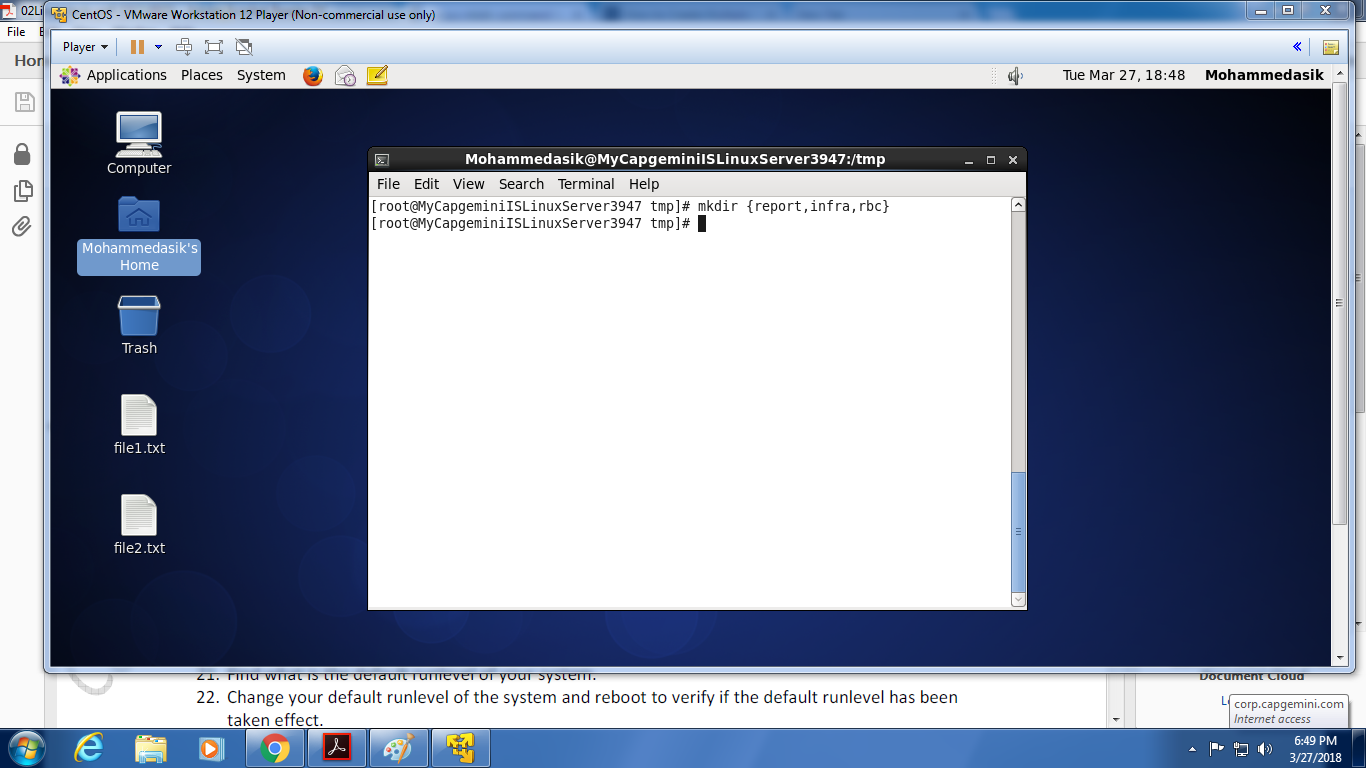 02Li
CentOS - VMware Workstation 12 Player (Non-commercial use only)
File
Player
Hon
Applications Places System
Tue Mar 27, 18:48 Mohammedasik
Computer
Mohammedasik's
Home
Trash
file1.txt
file2.txt
Mohammedasik@MyCapgeminiISLinuxServer3947:/tmp
File Edit View Search Terminal Help
[root@MyCapgeminiISLinuxServer3947 tmp]# mkdir {report,infra,rbc}
[root@MyCapgeminiISLinuxServer3947 tmp]#
21. Find what is the default runlevel of your system.
22. Change your default runlevel of the system and reboot to verify if the default runlevel has been
taken effect.
Document Cloud
corp.capgemini.com
Internet access
6:49 PM
3/27/2018